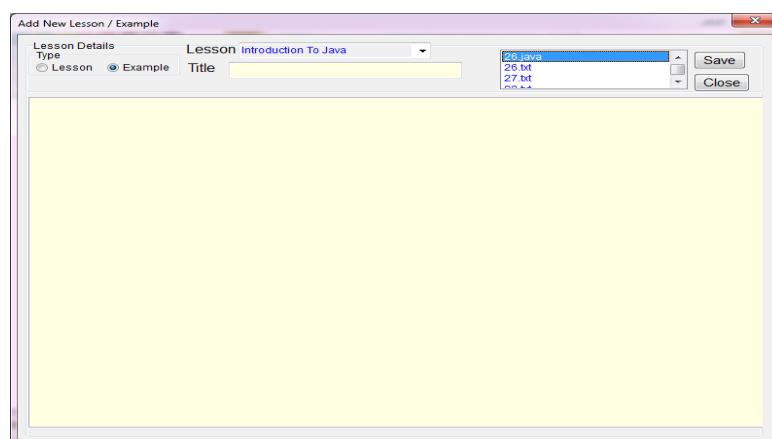 Add New Lesson / Example
Lesson Details
Type
Lesson Example
Lesson Introduction To Java
Title
26.java
26.txt
27.txt
Save
Close